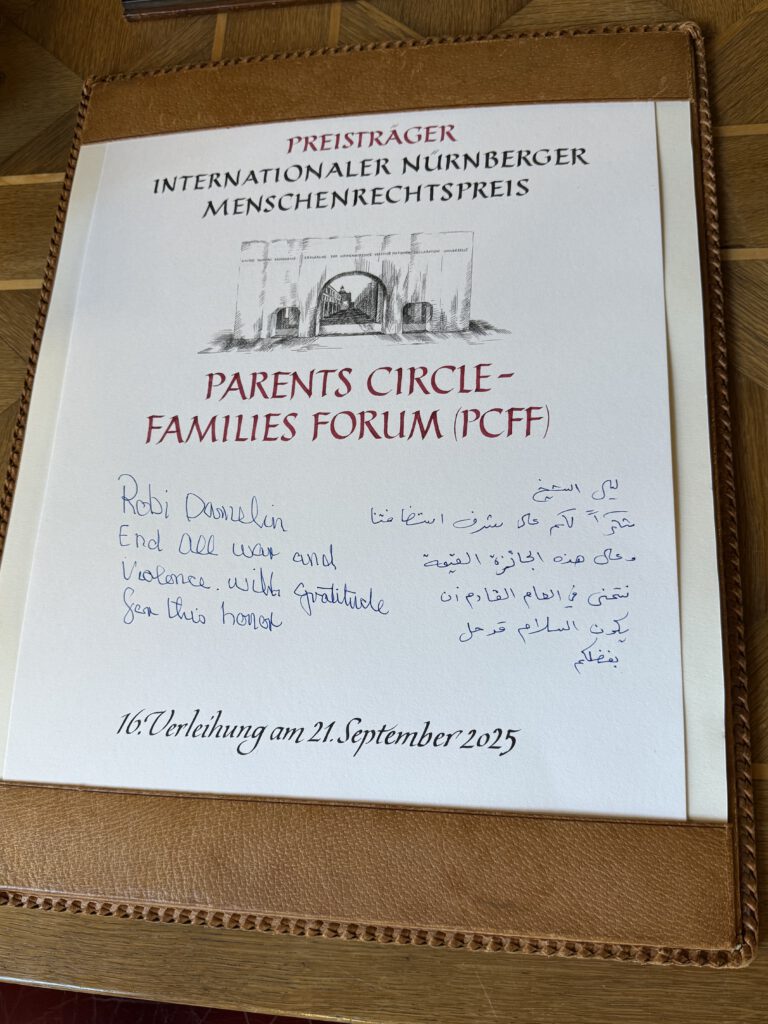 PREISTRÄGER
INTERNATIONALER NÜRNBERGER
MENSCHENRECHTSPREIS
PARENTS CIRCLE-
FAMILIES FORUM (PCFF)
Robi Damelin
End all war and
Violence. with gratitude
for this honor
ليلى الشيخ
شكراً لكم على شرف استضافتنا
وعلى هذه الجائزة القيمة
نتمنى في العام القادم أن
يكون السلام قد حل
بفضلكم
16. Verleihung am 21. September 2025